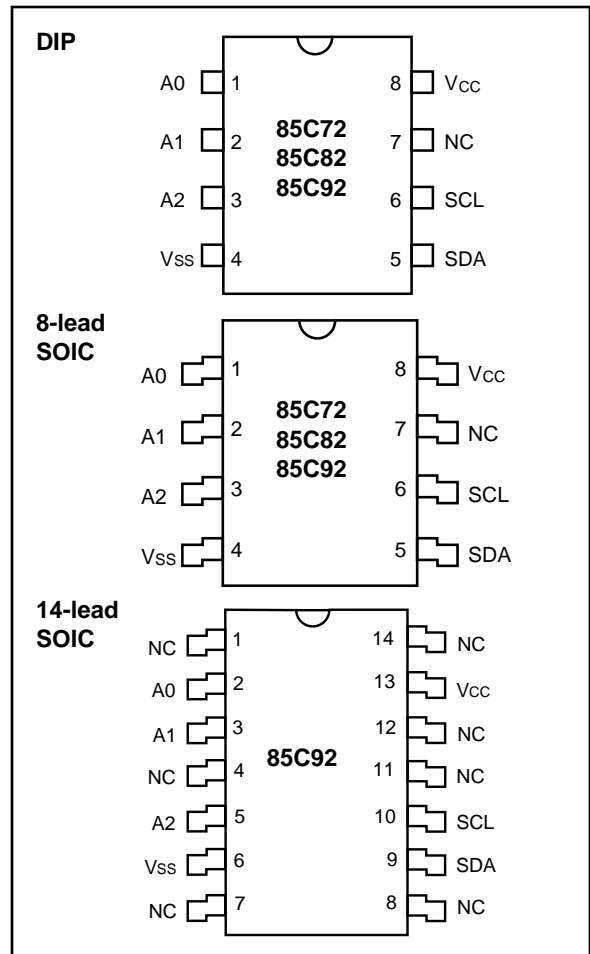 DIP
A0 1 8 VCC
A1 2 85C72 7 NC
85C82
A2 3 85C92 6 SCL
VSS 4 5 SDA
8-lead
SOIC
A0 1 8 VCC
A1 2 85C72 7 NC
85C82
A2 3 85C92 6 SCL
VSS 4 5 SDA
14-lead
SOIC
NC 1 14 NC
A0 2 13 VCC
A1 3 12 NC
NC 4 85C92 11 NC
A2 5 10 SCL
VSS 6 9 SDA
NC 7 8 NC